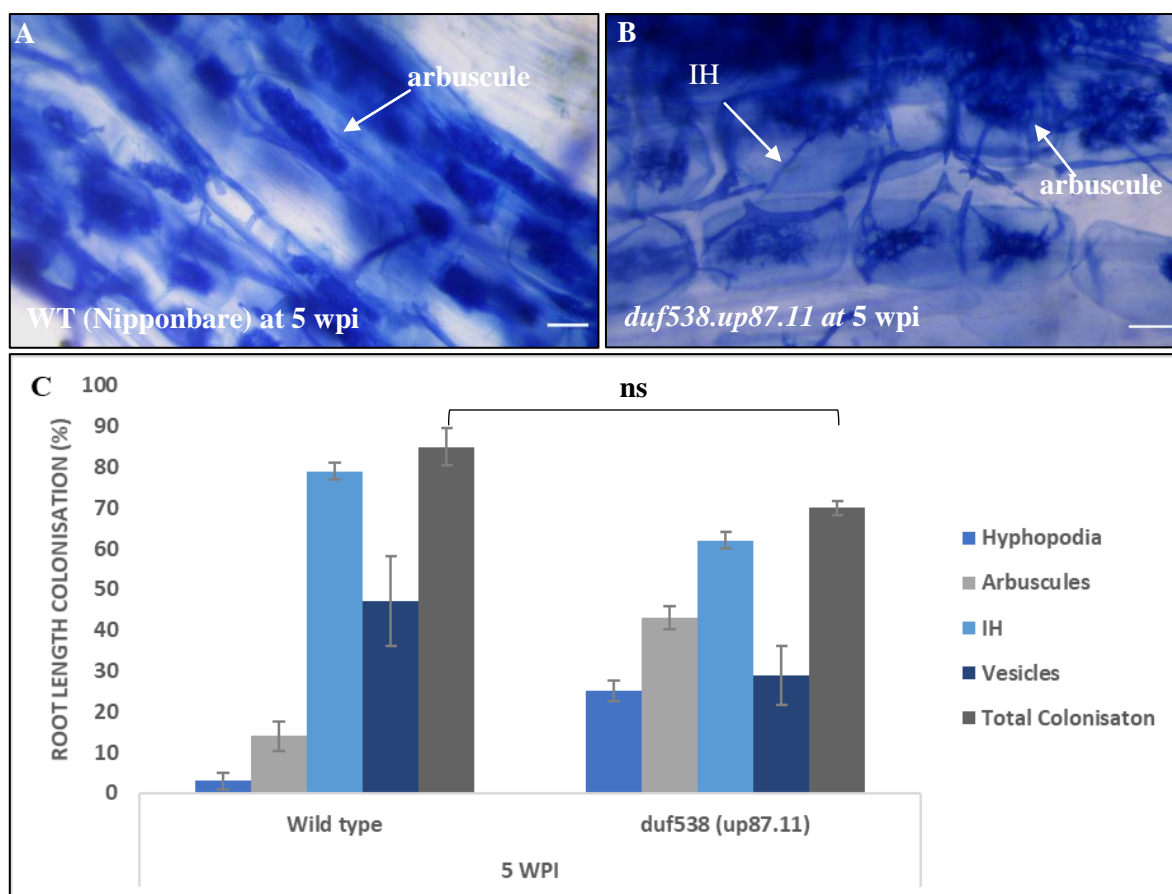 A
arbuscule
WT (Nipponbare) at 5 wpi
B
IH
arbuscule
duf538.up87.11 at 5 wpi
C
ns
ROOT LENGTH COLONISATION (%)
100
90
80
70
60
50
40
30
20
10
0
Wild type
duf538 (up87.11)
5 WPI
Hyphopodia
Arbuscules
IH
Vesicles
Total Colonisaton